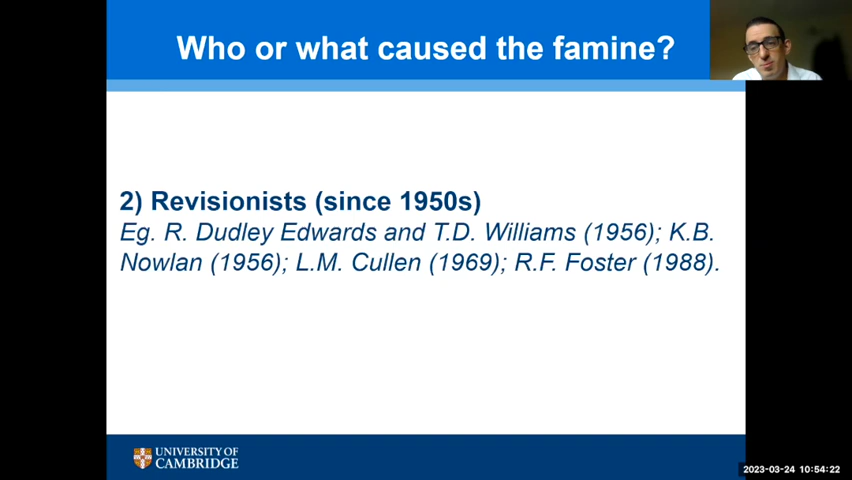 Who or what caused the famine?
2) Revisionists (since 1950s)
Eg. R. Dudley Edwards and T.D. Williams (1956); K.B.
Nowlan (1956); L.M. Cullen (1969); R.F. Foster (1988).
UNIVERSITY OF
CAMBRIDGE
2023-03-24 10:54:22